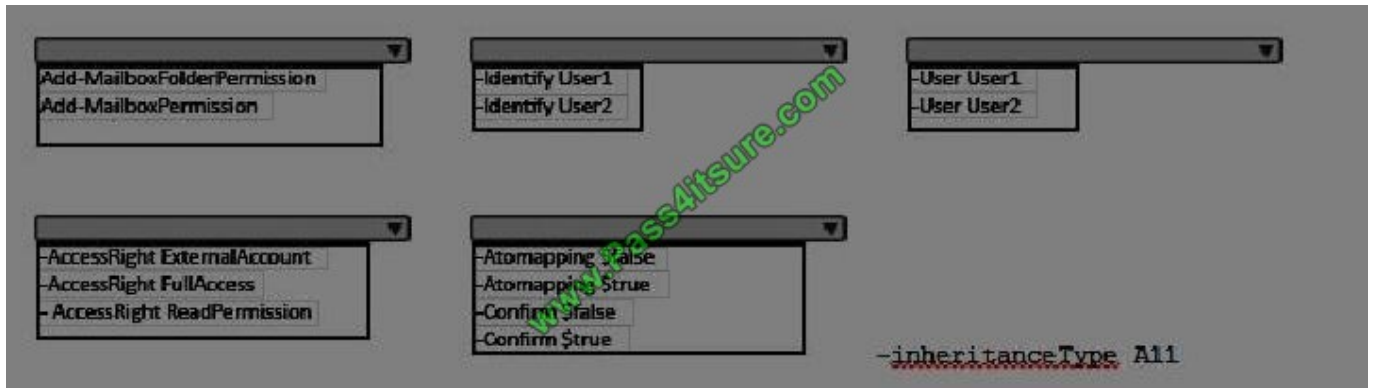 Add-MailboxFolderPermission
Add-MailboxPermission
-Identify User1
-Identify User2
-User User1
-User User2
-AccessRight ExternalAccount
-AccessRight FullAccess
- AccessRight ReadPermission
-Atomapping $false
-Atomapping $true
-Confirm $false
-Confirm $true
-inheritanceType All
www.Pass4itsure.com